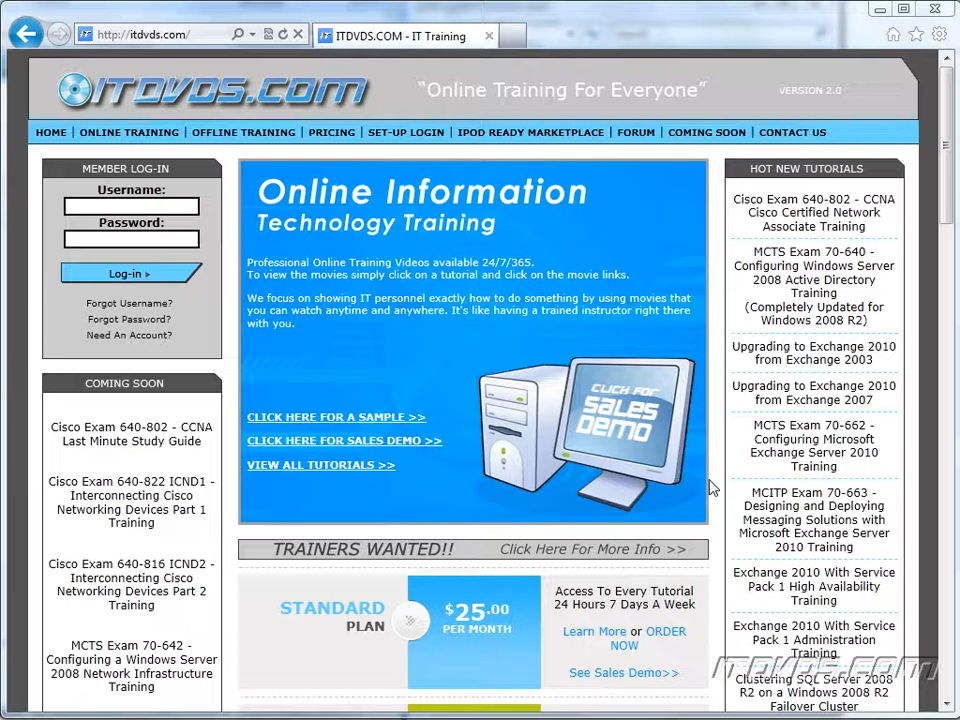 http://itdvds.com/
ITDVDS.COM - IT Training
ITDVDS.COM
“Online Training For Everyone”
VERSION 2.0
HOME | ONLINE TRAINING | OFFLINE TRAINING | PRICING | SET-UP LOGIN | IPOD READY MARKETPLACE | FORUM | COMING SOON | CONTACT US
MEMBER LOG-IN
Username:
Password:
Log-in
Forgot Username?
Forgot Password?
Need An Account?
COMING SOON
Cisco Exam 640-802 - CCNA
Last Minute Study Guide
Cisco Exam 640-822 ICND1 -
Interconnecting Cisco
Networking Devices Part 1
Training
Cisco Exam 640-816 ICND2 -
Interconnecting Cisco
Networking Devices Part 2
Training
MCTS Exam 70-642 -
Configuring a Windows Server
2008 Network Infrastructure
Training
Online Information
Technology Training
Professional Online Training Videos available 24/7/365.
To view the movies simply click on a tutorial and click on the movie links.
We focus on showing IT personnel exactly how to do something by using movies that
you can watch anytime and anywhere. It's like having a trained instructor right there
with you.
CLICK HERE FOR A SAMPLE >>
CLICK HERE FOR SALES DEMO >>
VIEW ALL TUTORIALS >>
CLICK FOR
SALES
DEMO
TRAINERS WANTED!! Click Here For More Info >>
STANDARD
PLAN
$25.00
PER MONTH
Access To Every Tutorial
24 Hours 7 Days A Week
Learn More or ORDER
NOW
See Sales Demo>>
HOT NEW TUTORIALS
Cisco Exam 640-802 - CCNA
Cisco Certified Network
Associate Training
MCTS Exam 70-640 -
Configuring Windows Server
2008 Active Directory
Training
(Completely Updated for
Windows 2008 R2)
Upgrading to Exchange 2010
from Exchange 2003
Upgrading to Exchange 2010
from Exchange 2007
MCTS Exam 70-662 -
Configuring Microsoft
Exchange Server 2010
Training
MCITP Exam 70-663 -
Designing and Deploying
Messaging Solutions with
Microsoft Exchange Server
2010 Training
Exchange 2010 With Service
Pack 1 High Availability
Training
Exchange 2010 With Service
Pack 1 Administration
Training
Clustering SQL Server 2008
R2 on a Windows 2008 R2
Failover Cluster
ITDVDS.COM